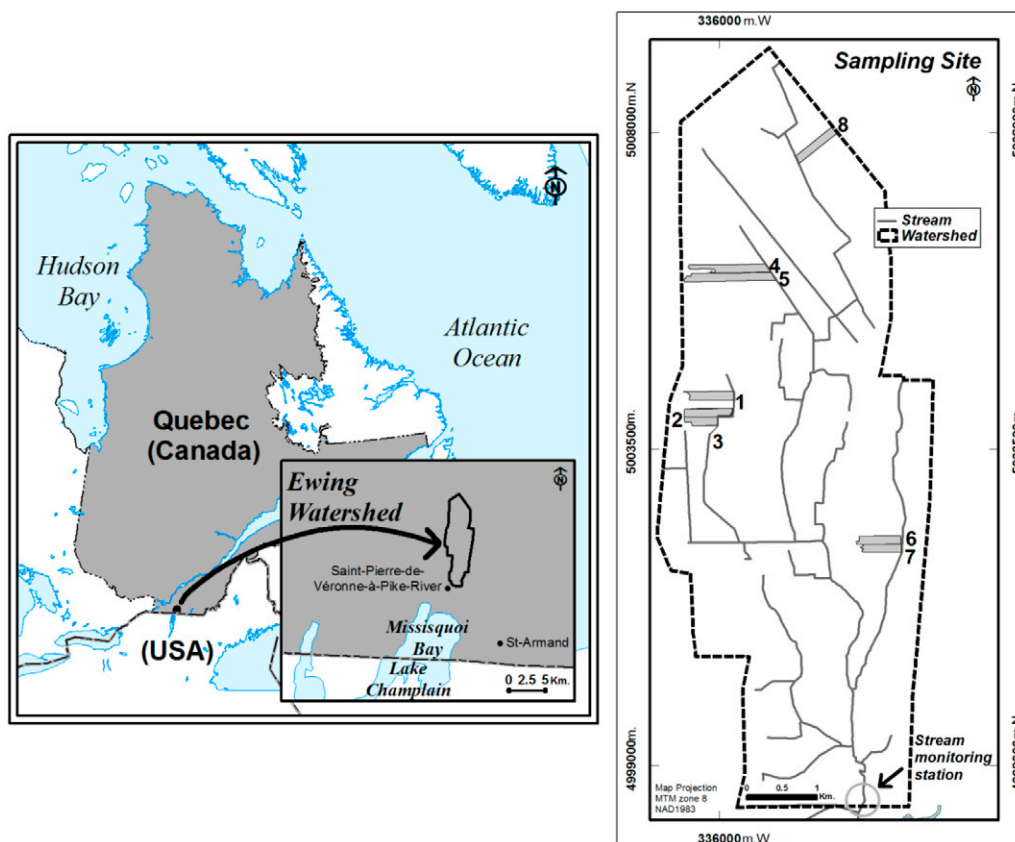 Hudson
Bay
Atlantic
Ocean
Quebec
(Canada)
(USA)
N
Ewing
Watershed
N
Saint-Pierre-de-
Véronne-à-Pike-River
Missisquoi
Bay
St-Armand
Lake
Champlain
0 2.5 5 Km.
336000 m.W
Sampling Site
N
5008000m.N
8
Stream
Watershed
4
5
1
2
3
5003500m.N
6
7
4999000m.
Stream
monitoring
station
Map Projection
MTM zone 8
NAD1983
0 0.5 1
Km.
336000 m.W